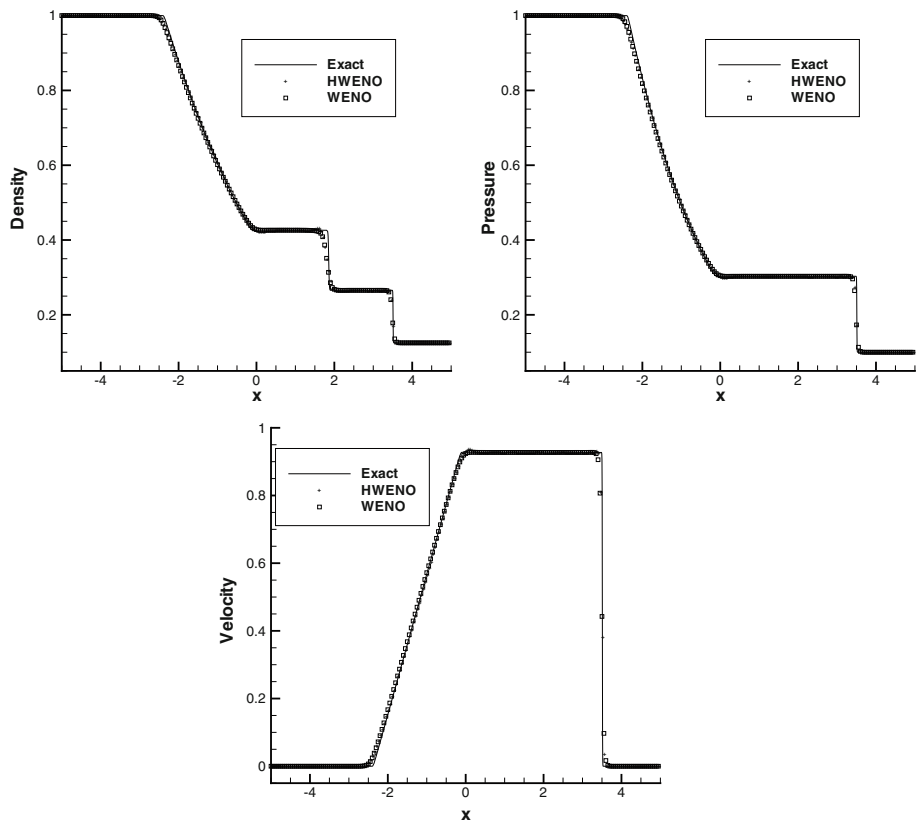 1
0.8
0.6
0.4
0.2
Density
-4 -2 0 2 4
x
Exact
HWENO
WENO
1
0.8
0.6
0.4
0.2
Pressure
-4 -2 0 2 4
x
Exact
HWENO
WENO
1
0.8
0.6
0.4
0.2
0
Velocity
-4 -2 0 2 4
x
Exact
HWENO
WENO